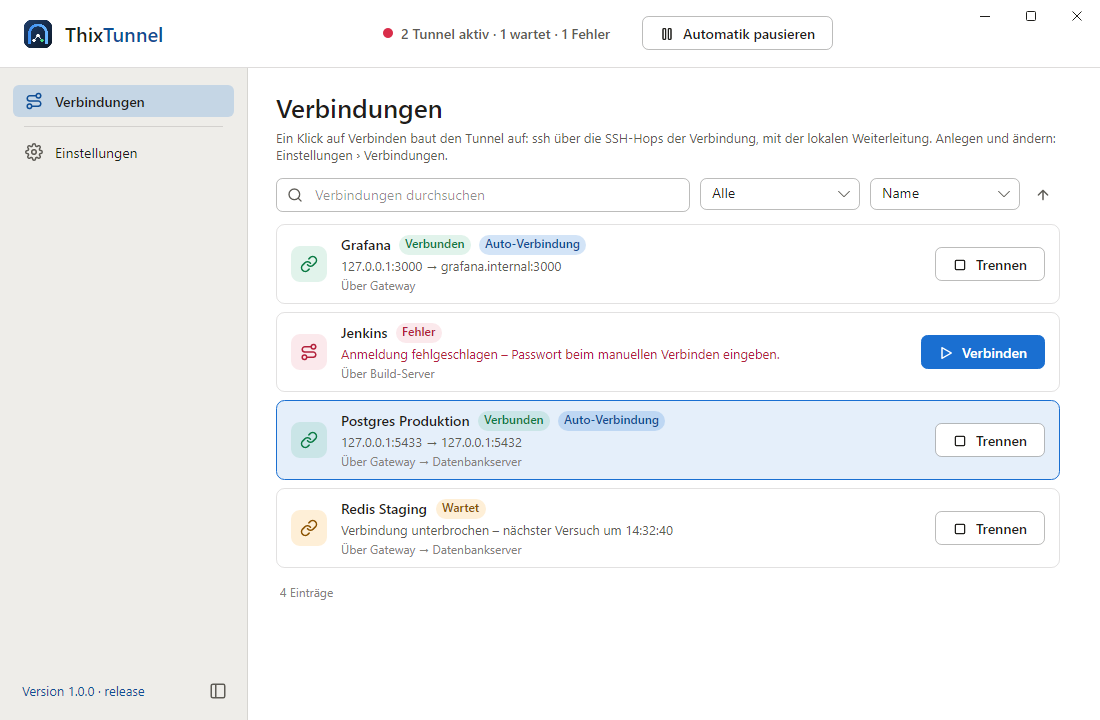 ThixTunnel
2 Tunnel aktiv · 1 wartet · 1 Fehler
Automatik pausieren
Verbindungen
Einstellungen
Verbindungen
Ein Klick auf Verbinden baut den Tunnel auf: ssh über die SSH-Hops der Verbindung, mit der lokalen Weiterleitung. Anlegen und ändern:
Einstellungen › Verbindungen.
Verbindungen durchsuchen
Alle
Name
Grafana Verbunden Auto-Verbindung
127.0.0.1:3000 → grafana.internal:3000
Über Gateway
Trennen
Jenkins Fehler
Anmeldung fehlgeschlagen – Passwort beim manuellen Verbinden eingeben.
Über Build-Server
Verbinden
Postgres Produktion Verbunden Auto-Verbindung
127.0.0.1:5433 → 127.0.0.1:5432
Über Gateway → Datenbankserver
Trennen
Redis Staging Wartet
Verbindung unterbrochen – nächster Versuch um 14:32:40
Über Gateway → Datenbankserver
Trennen
4 Einträge
Version 1.0.0 · release